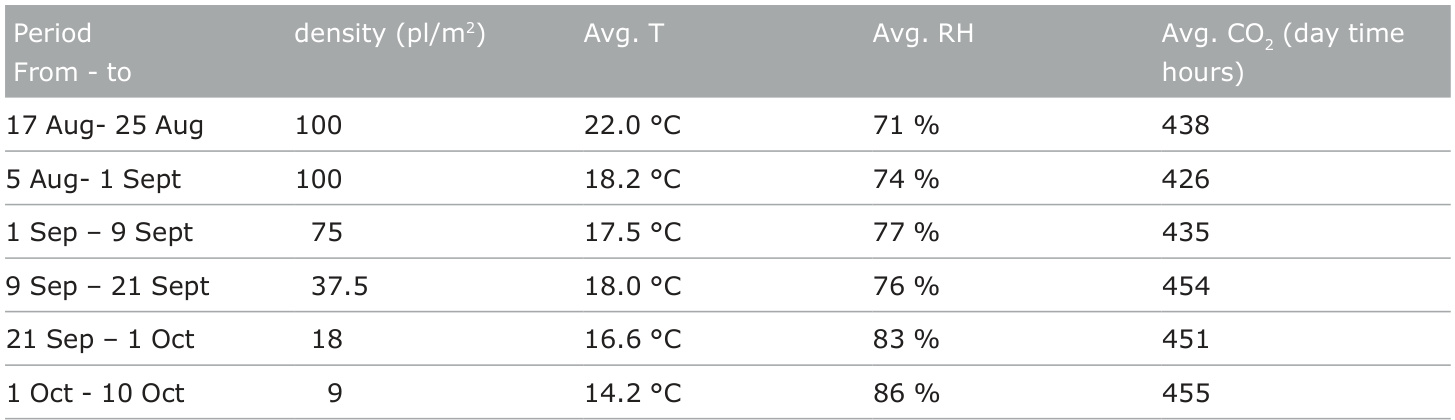 Period density (pl/m²) Avg. T Avg. RH Avg. CO₂ (day time
From - to hours)
17 Aug- 25 Aug 100 22.0 °C 71 % 438
5 Aug- 1 Sept 100 18.2 °C 74 % 426
1 Sep – 9 Sept 75 17.5 °C 77 % 435
9 Sep – 21 Sept 37.5 18.0 °C 76 % 454
21 Sep – 1 Oct 18 16.6 °C 83 % 451
1 Oct - 10 Oct 9 14.2 °C 86 % 455